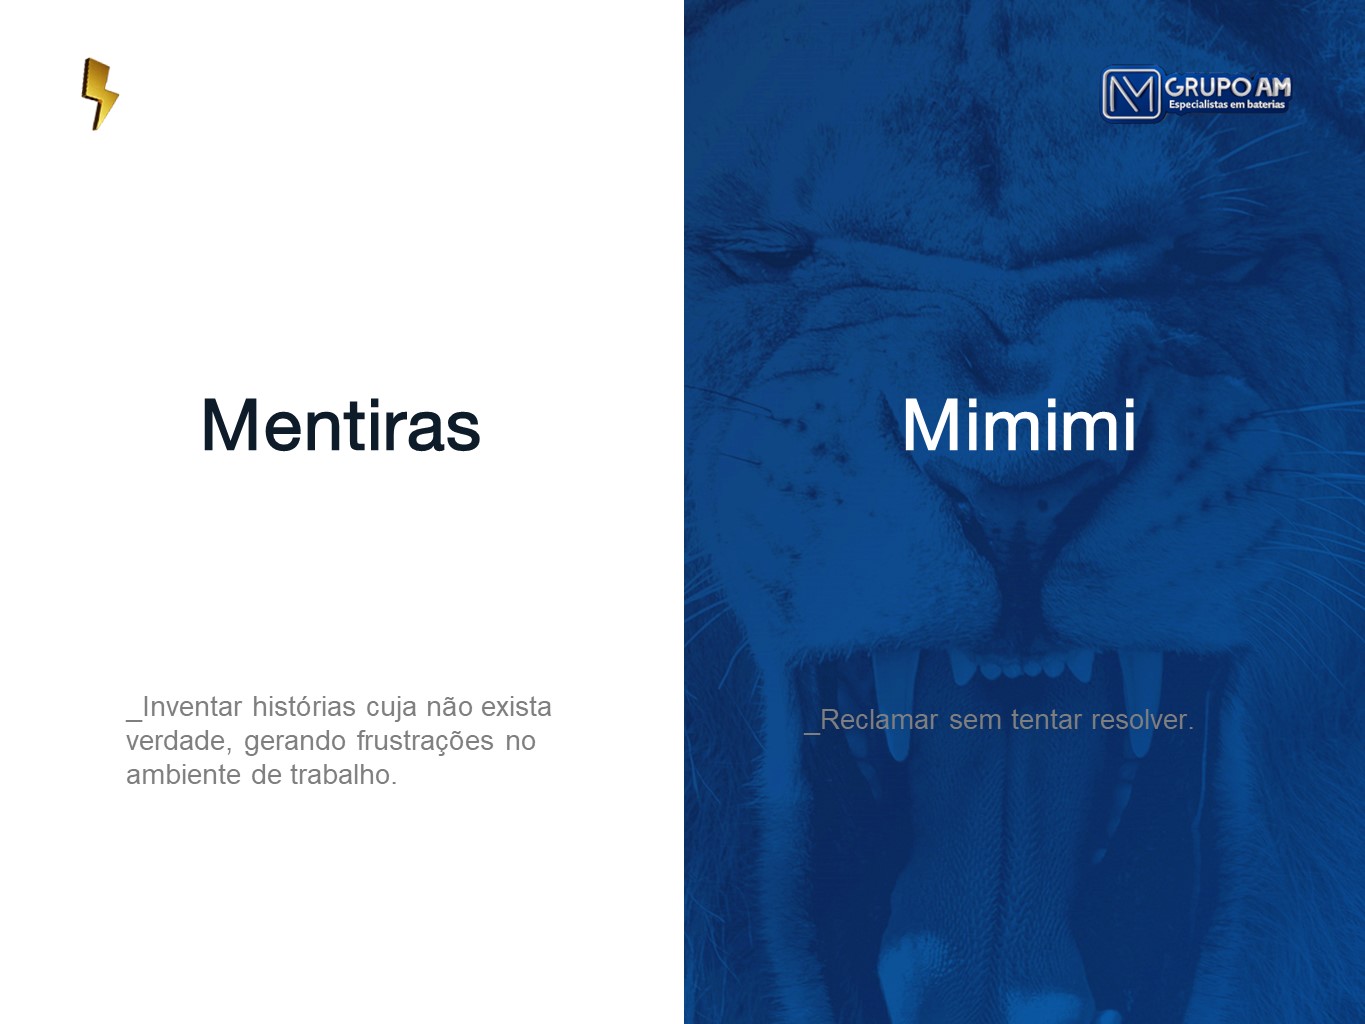 GRUPO AM
Especialistas em baterias
Mentiras
Mimimi
_Inventar histórias cuja não exista
verdade, gerando frustrações no
ambiente de trabalho.
_Reclamar sem tentar resolver.